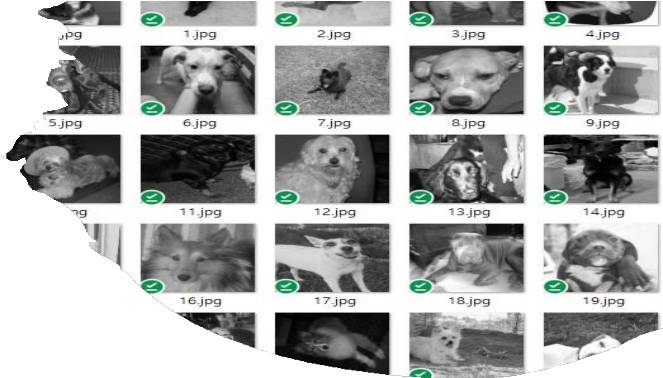 .jpg 1.jpg 2.jpg 3.jpg 4.jpg
5.jpg 6.jpg 7.jpg 8.jpg 9.jpg
11.jpg 12.jpg 13.jpg 14.jpg
16.jpg 17.jpg 18.jpg 19.jpg